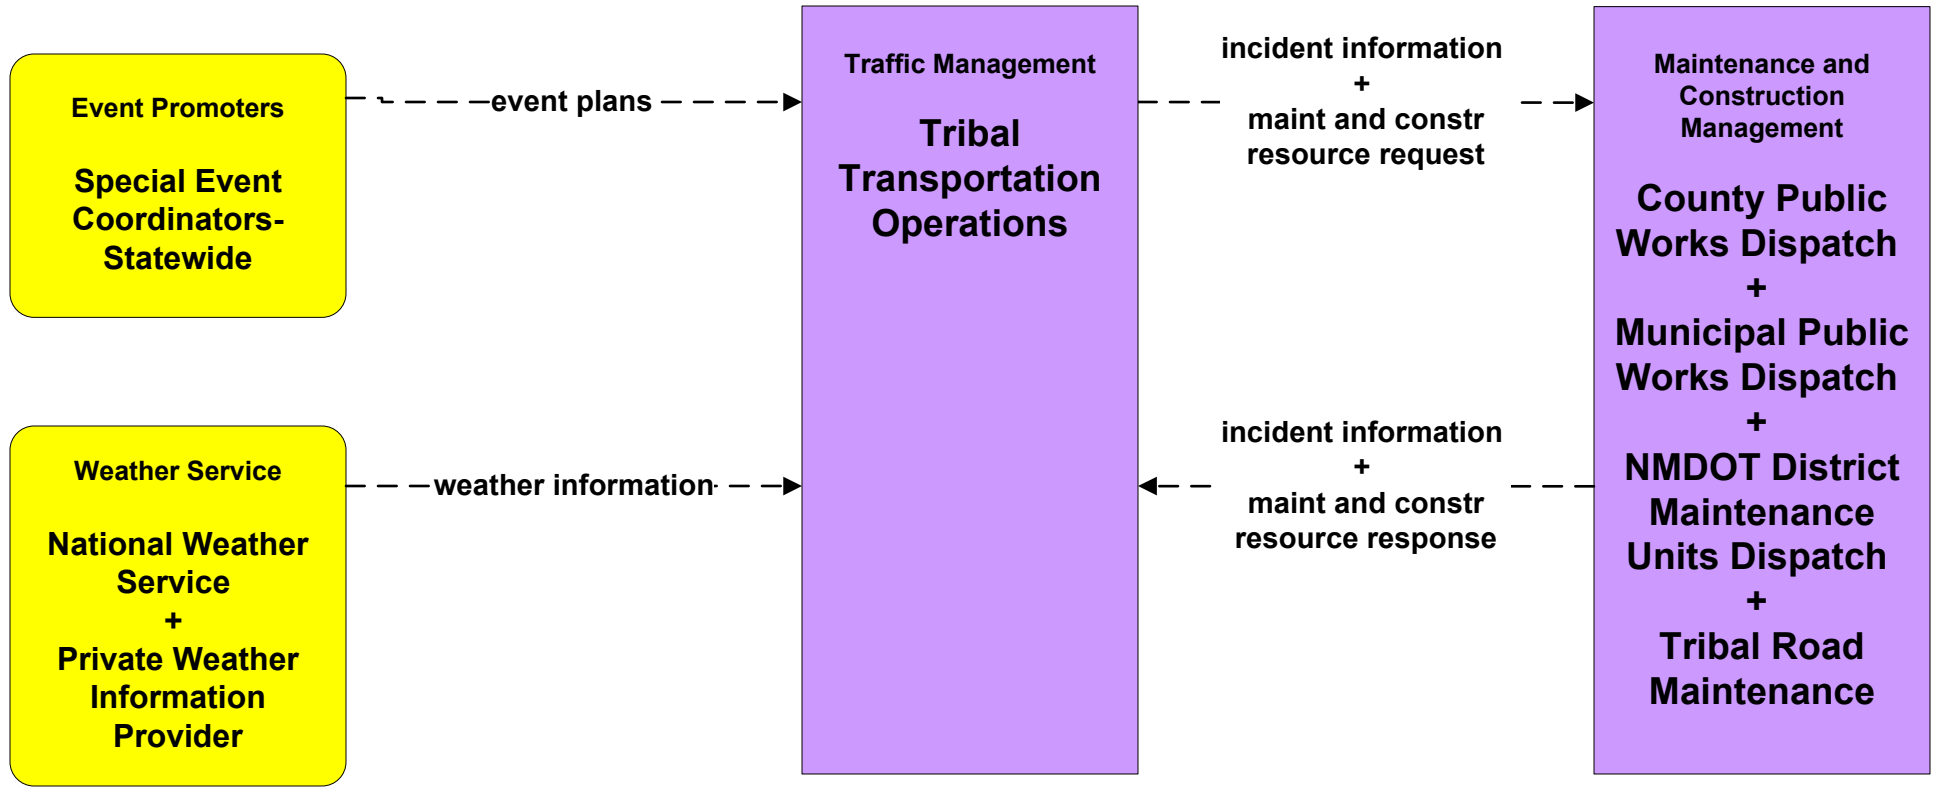 Event Promoters
Special Event
Coordinators-
Statewide
event plans
Weather Service
National Weather
Service
+
Private Weather
Information
Provider
weather information
Traffic Management
Tribal
Transportation
Operations
incident information
+
maint and constr
resource request
incident information
+
maint and constr
resource response
Maintenance and
Construction
Management
County Public
Works Dispatch
+
Municipal Public
Works Dispatch
+
NMDOT District
Maintenance
Units Dispatch
+
Tribal Road
Maintenance